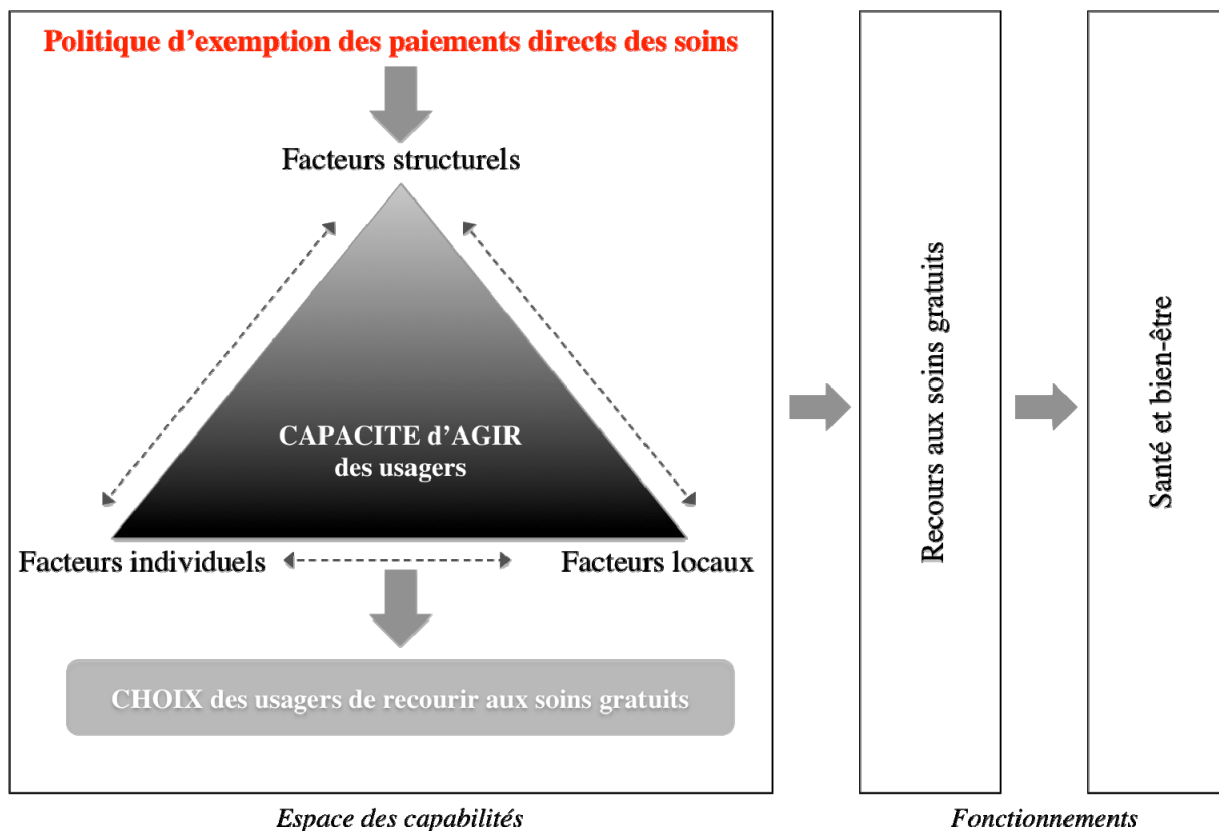 Politique d’exemption des paiements directs des soins
Facteurs structurels
CAPACITE d’AGIR
des usagers
Facteurs individuels
Facteurs locaux
CHOIX des usagers de recourir aux soins gratuits
Espace des capabilités
Recours aux soins gratuits
Santé et bien-être
Fonctionnements